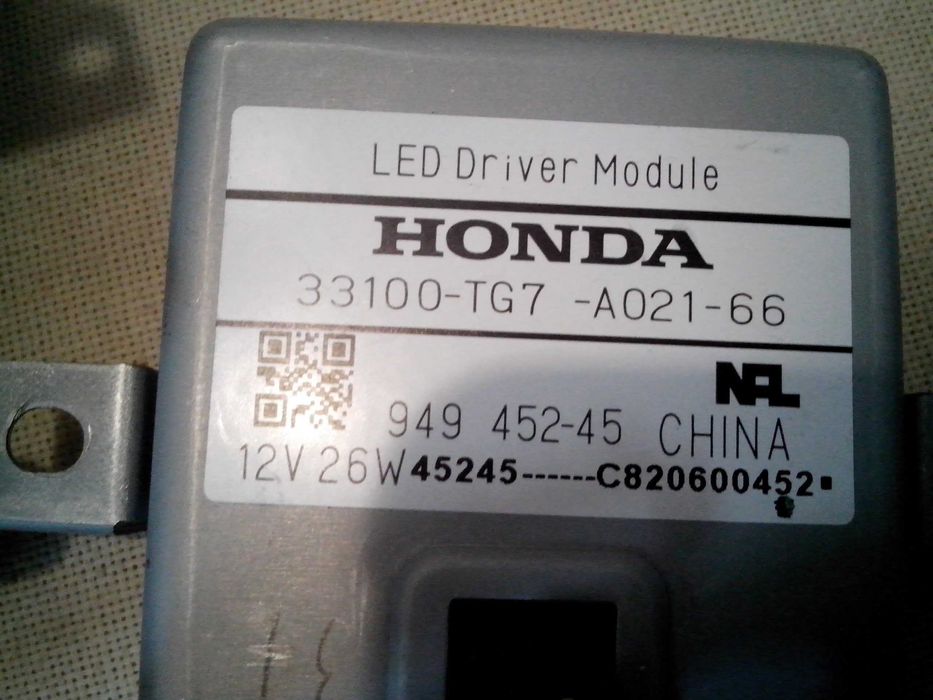 LED Driver Module
HONDA
33100-TG7 -A021-66
NAL
949 452-45 CHINA
12V 26W 45245------C820600452